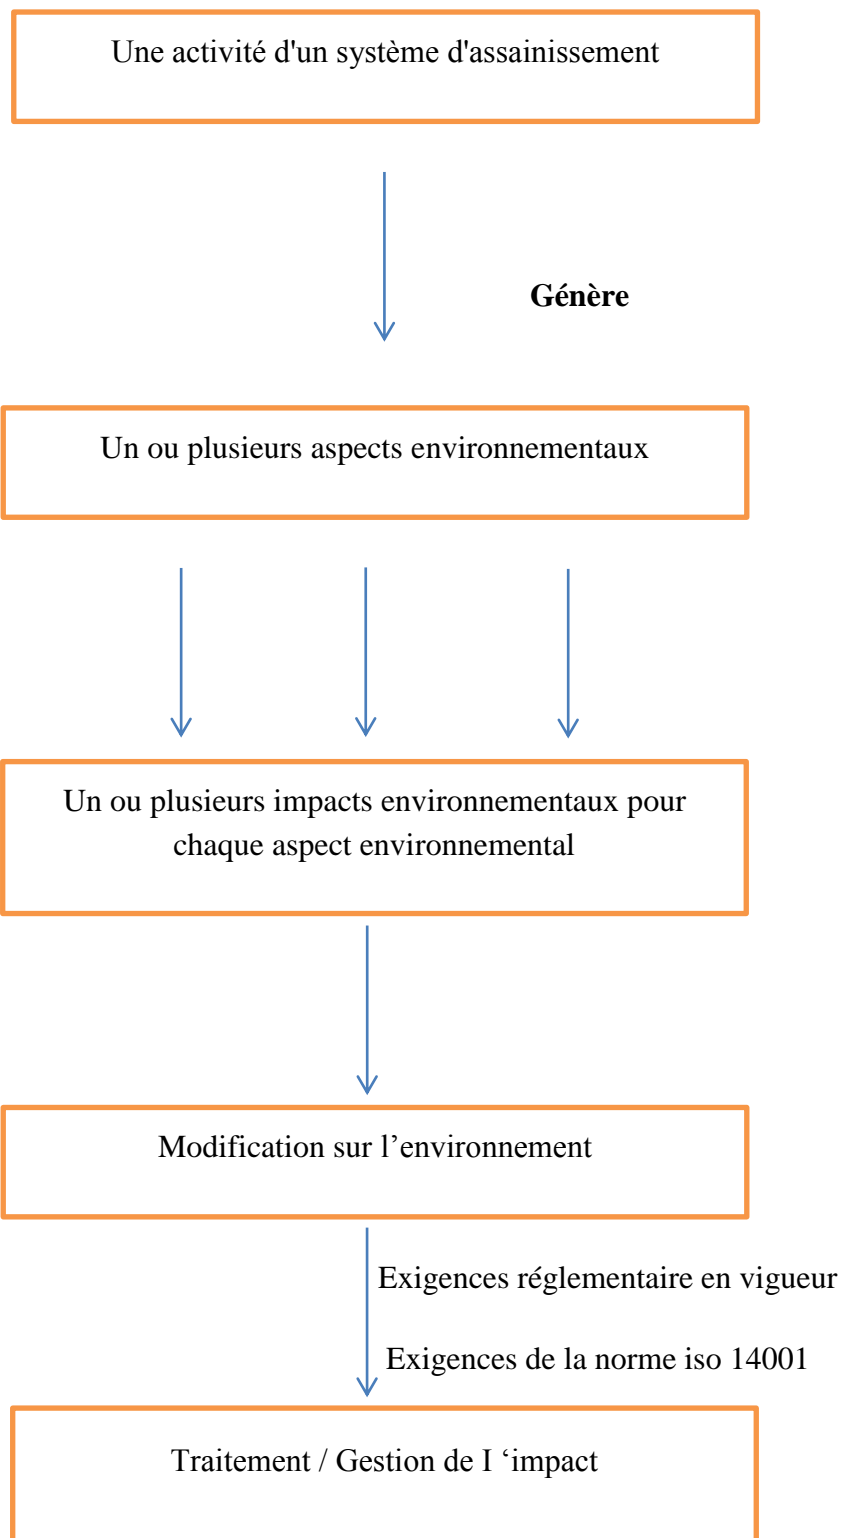 Une activité d'un système d'assainissement
Génère
Un ou plusieurs aspects environnementaux
Un ou plusieurs impacts environnementaux pour
chaque aspect environnemental
Modification sur l’environnement
Exigences réglementaire en vigueur
Exigences de la norme iso 14001
Traitement / Gestion de I ‘impact